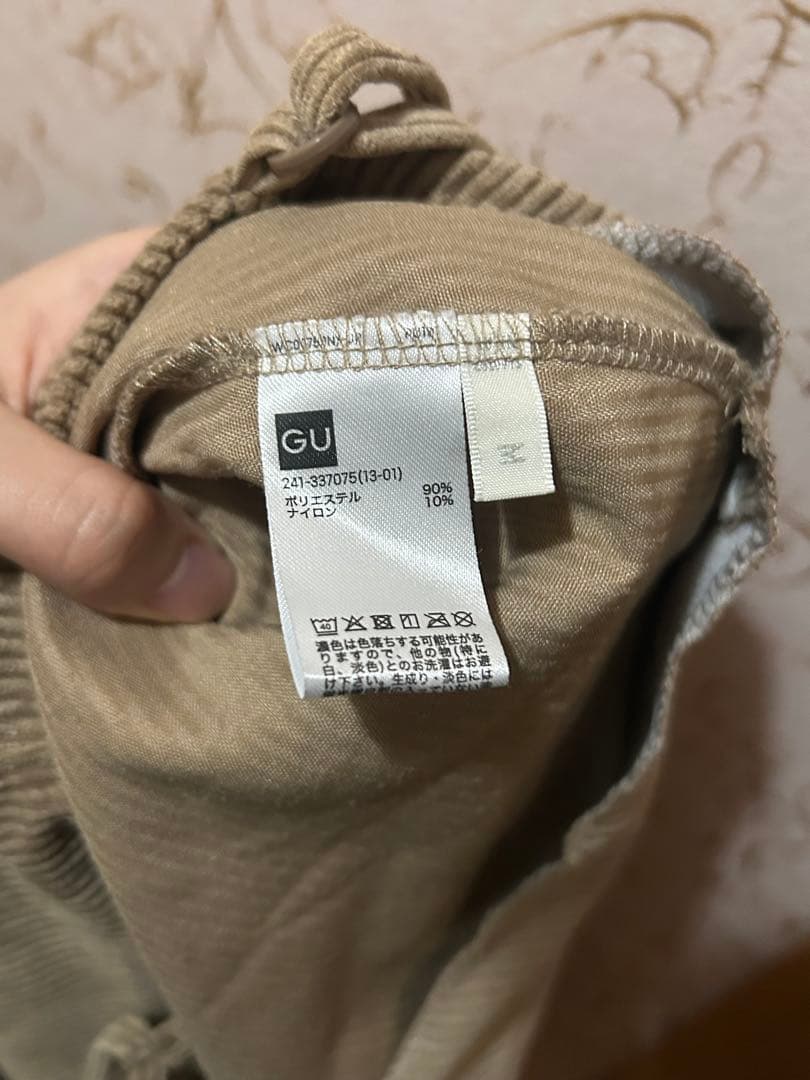 GU
M
241-337075(13-01)
ポリエステル 90%
ナイロン 10%
40
濃色は色落ちする可能性があ
りますので、他の物(特に
白、淡色)とのお洗濯はお避
け下さい。生成り・淡色には